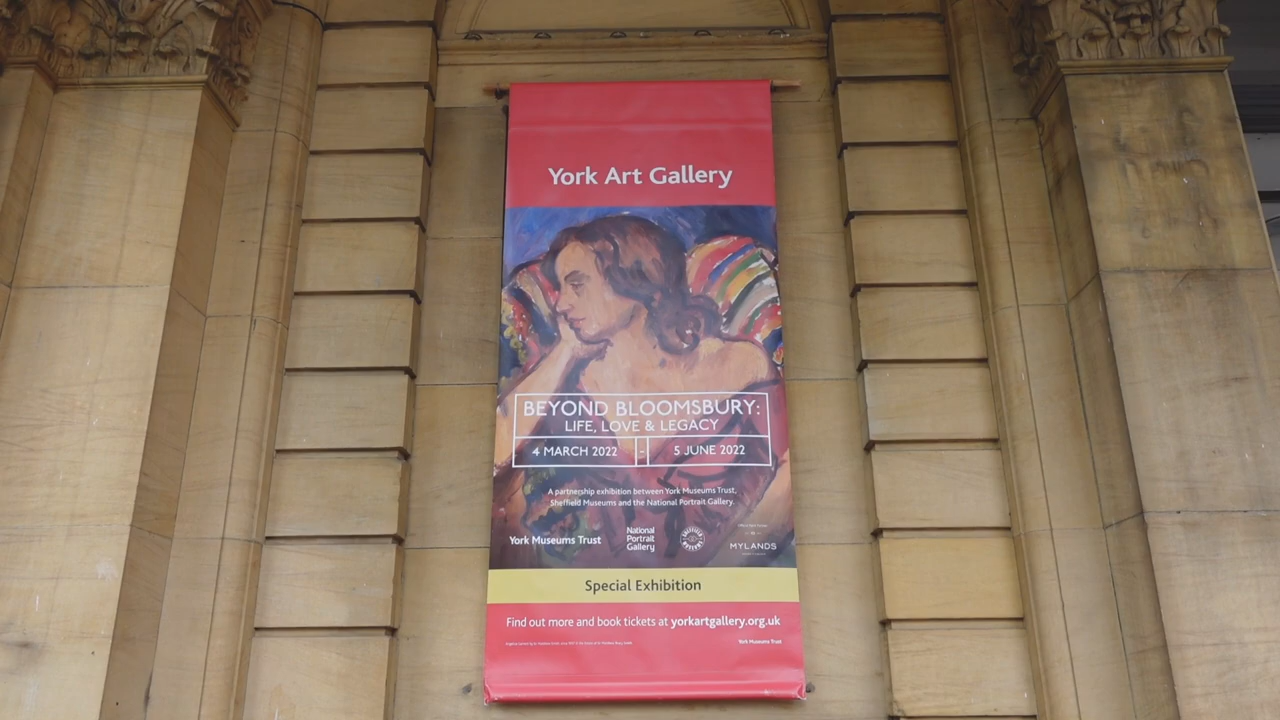 York Art Gallery
BEYOND BLOOMSBURY:
LIFE, LOVE & LEGACY
4 MARCH 2022 - 5 JUNE 2022
A partnership exhibition between York Museums Trust,
Sheffield Museums and the National Portrait Gallery.
York Museums Trust
National
Portrait
Gallery
MYLANDS
Special Exhibition
Find out more and book tickets at yorkartgallery.org.uk
York Museums Trust